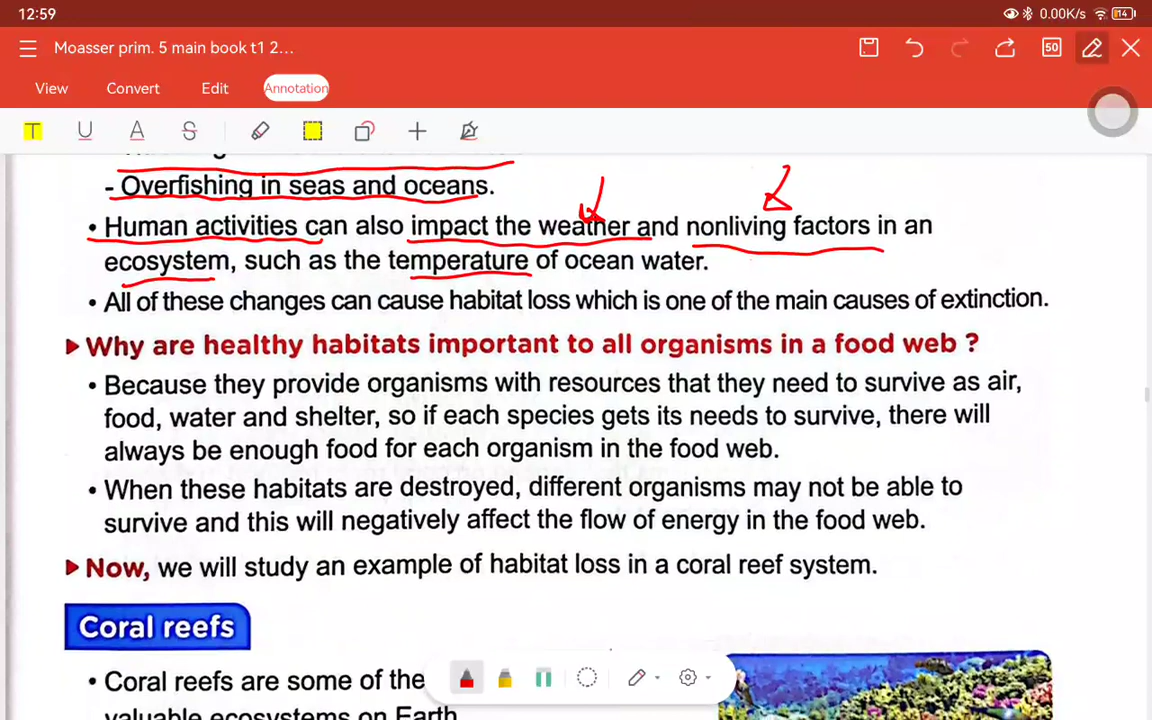 12:59
0.00K/s
14
Moasser prim. 5 main book t1 2...
50
View Convert Edit Annotation
T U A S
- Overfishing in seas and oceans.
• Human activities can also impact the weather and nonliving factors in an
ecosystem, such as the temperature of ocean water.
• All of these changes can cause habitat loss which is one of the main causes of extinction.
Why are healthy habitats important to all organisms in a food web ?
• Because they provide organisms with resources that they need to survive as air,
food, water and shelter, so if each species gets its needs to survive, there will
always be enough food for each organism in the food web.
• When these habitats are destroyed, different organisms may not be able to
survive and this will negatively affect the flow of energy in the food web.
Now, we will study an example of habitat loss in a coral reef system.
Coral reefs
• Coral reefs are some of the
valuable ecosystems on Earth